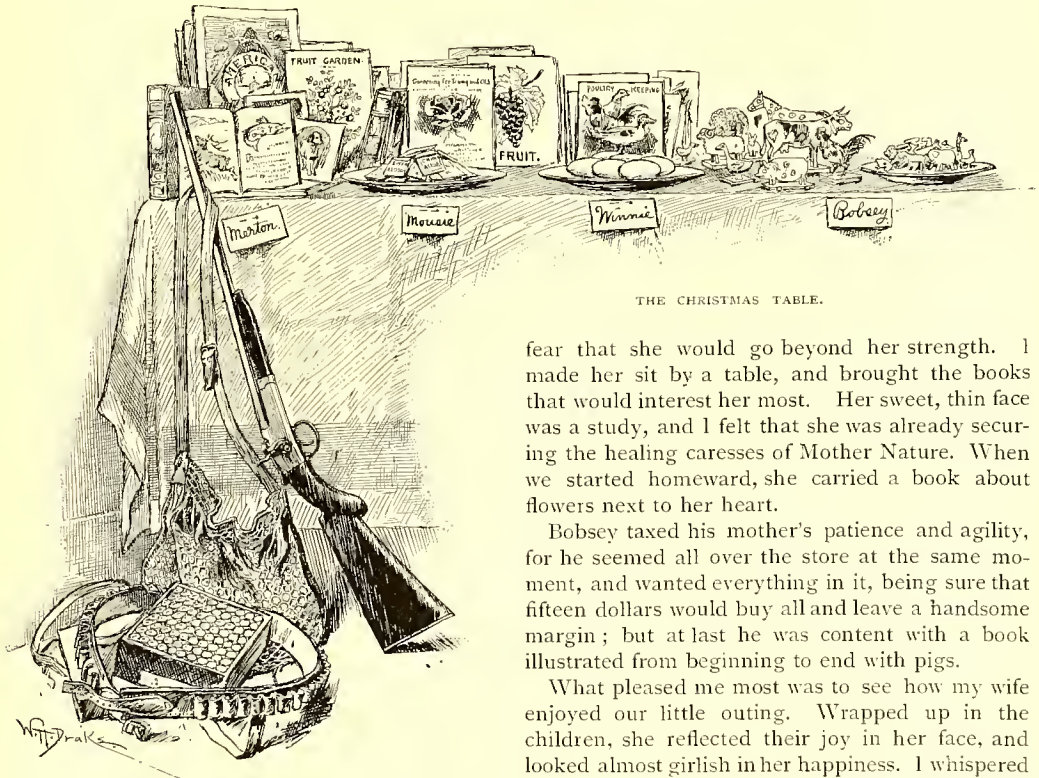 AMERICA
FRUIT GARDEN
FRUIT.
POULTRY KEEPING
Merton.
Mousie
Winnie
Bobsey
THE CHRISTMAS TABLE.
fear that she would go beyond her strength. I
made her sit by a table, and brought the books
that would interest her most. Her sweet, thin face
was a study, and I felt that she was already secur-
ing the healing caresses of Mother Nature. When
we started homeward, she carried a book about
flowers next to her heart.
Bobsey taxed his mother's patience and agility,
for he seemed all over the store at the same mo-
ment, and wanted everything in it, being sure that
fifteen dollars would buy all and leave a handsome
margin; but at last he was content with a book
illustrated from beginning to end with pigs.
What pleased me most was to see how my wife
enjoyed our little outing. Wrapped up in the
children, she reflected their joy in her face, and
looked almost girlish in her happiness. I whispered
W.H. Drake